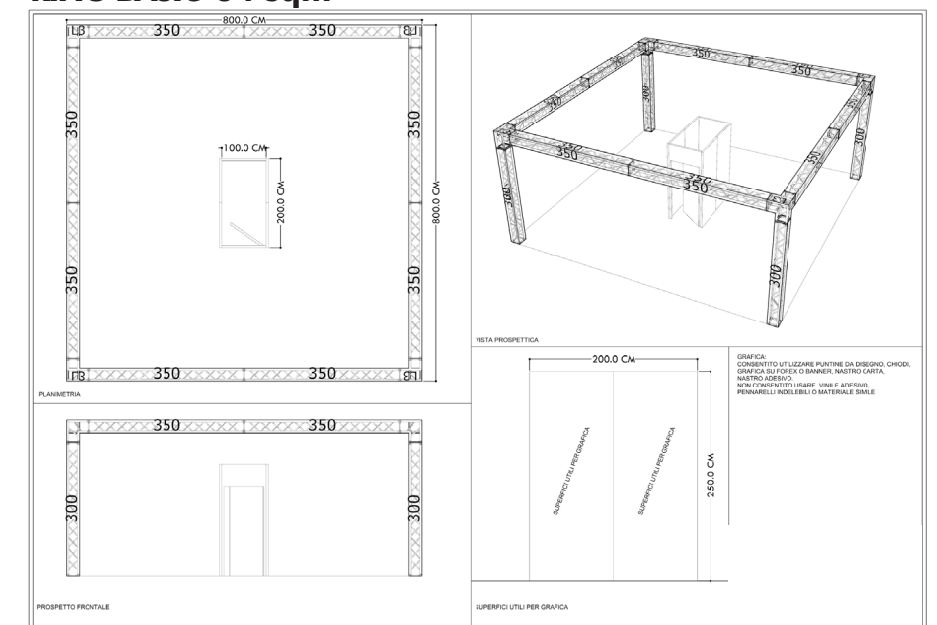 800.0 CM
350 350
350
350
100.0 CM
200.0 CM
800.0 CM
350
350
350 350
PLANIMETRIA
350 350
300
300
PROSPETTO FRONTALE
350
350
300
350
350
300
350
300
300
VISTA PROSPETTICA
200.0 CM
SUPERFICI UTILI PER GRAFICA
SUPERFICI UTILI PER GRAFICA
250.0 CM
SUPERFICI UTILI PER GRAFICA
GRAFICA:
CONSENTITO UTLIZZARE PUNTINE DA DISEGNO, CHIODI,
GRAFICA SU FOREX O BANNER, NASTRO CARTA,
NASTRO ADESIVO.
NON CONSENTITO USARE, VINILE ADESIVO,
PENNARELLI INDELEBILI O MATERIALE SIMILE